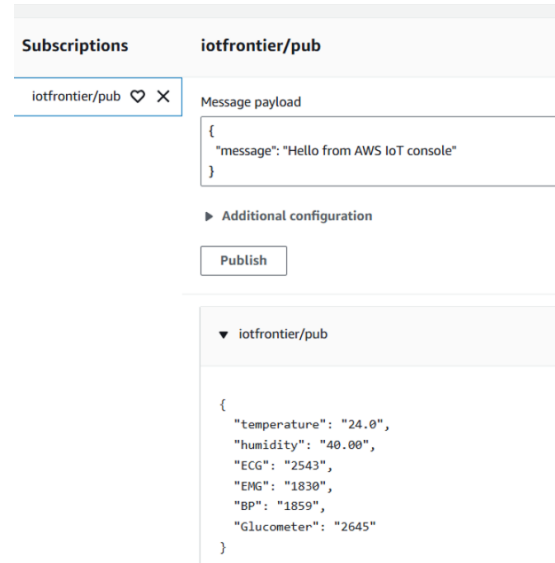 Subscriptions
iotfrontier/pub
iotfrontier/pub
Message payload
{
"message": "Hello from AWS IoT console"
}
Additional configuration
Publish
iotfrontier/pub
{
"temperature": "24.0",
"humidity": "40.00",
"ECG": "2543",
"EMG": "1830",
"BP": "1859",
"Glucometer": "2645"
}